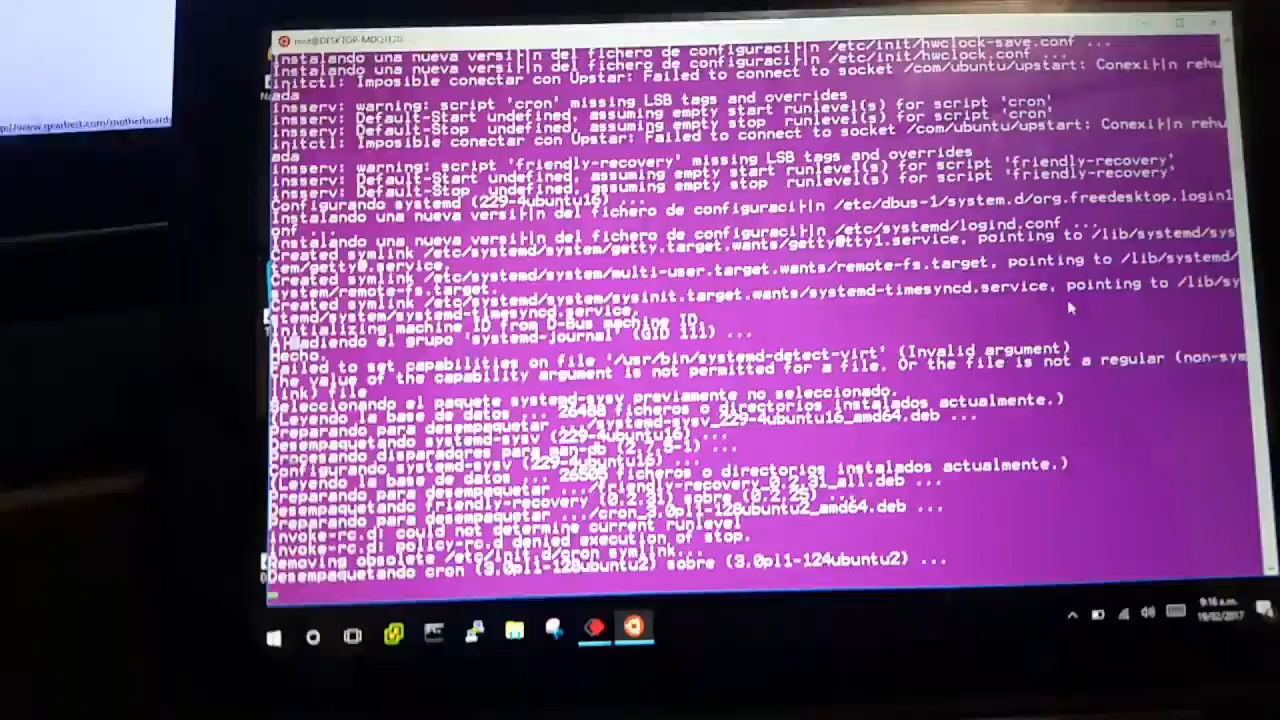 p://www.gearbest.com/motherboard
root@DESKTOP-MDQ1IZO
Instalando una nueva versi├│n del fichero de configuraci├│n /etc/init/hwclock-save.conf ...
Instalando una nueva versi├│n del fichero de configuraci├│n /etc/init/hwclock.conf ...
initctl: Imposible conectar con Upstar: Failed to connect to socket /com/ubuntu/upstart: Conexi├│n rehu
ada
insserv: warning: script 'cron' missing LSB tags and overrides
insserv: Default-Start undefined, assuming empty start runlevel(s) for script 'cron'
insserv: Default-Stop  undefined, assuming empty stop  runlevel(s) for script 'cron'
initctl: Imposible conectar con Upstar: Failed to connect to socket /com/ubuntu/upstart: Conexi├│n rehu
ada
insserv: warning: script 'friendly-recovery' missing LSB tags and overrides
insserv: Default-Start undefined, assuming empty start runlevel(s) for script 'friendly-recovery'
insserv: Default-Stop  undefined, assuming empty stop  runlevel(s) for script 'friendly-recovery'
Configurando systemd (229-4ubuntu16) ...
Instalando una nueva versi├│n del fichero de configuraci├│n /etc/dbus-1/system.d/org.freedesktop.login1
onf ...
Instalando una nueva versi├│n del fichero de configuraci├│n /etc/systemd/logind.conf ...
Created symlink /etc/systemd/system/getty.target.wants/getty@tty1.service, pointing to /lib/systemd/sys
tem/getty@.service.
Created symlink /etc/systemd/system/multi-user.target.wants/remote-fs.target, pointing to /lib/systemd/
system/remote-fs.target.
Created symlink /etc/systemd/system/sysinit.target.wants/systemd-timesyncd.service, pointing to /lib/sy
stemd/system/systemd-timesyncd.service.
Initializing machine ID from D-Bus machine ID.
diendo el grupo 'systemd-journal' (GID 111) ...
Hecho.
Failed to set capabilities on file '/usr/bin/systemd-detect-virt' (Invalid argument)
The value of the capability argument is not permitted for a file. Or the file is not a regular (non-sym
link) file
Seleccionando el paquete systemd-sysv previamente no seleccionado.
(Leyendo la base de datos ... 26488 ficheros o directorios instalados actualmente.)
Preparando para desempaquetar .../systemd-sysv_229-4ubuntu16_amd64.deb ...
Desempaquetando systemd-sysv (229-4ubuntu16) ...
Procesando disparadores para man-db (2.7.5-1) ...
Configurando systemd-sysv (229-4ubuntu16) ...
(Leyendo la base de datos ... ficheros o directorios instalados actualmente.)
Preparando para desempaquetar .../friendly-recovery_0.2.31_all.deb ...
Desempaquetando friendly-recovery (0.2.31) sobre (0.2.25) ...
Preparando para desempaquetar .../cron_3.0pl1-128ubuntu2_amd64.deb ...
invoke-rc.d: could not determine current runlevel
invoke-rc.d: policy-rc.d denied execution of stop.
Removing obsolete /etc/init.d/cron symlink...
Desempaquetando cron (3.0pl1-128ubuntu2) sobre (3.0pl1-124ubuntu2) ...
9:16 a.m.
19/02/2017